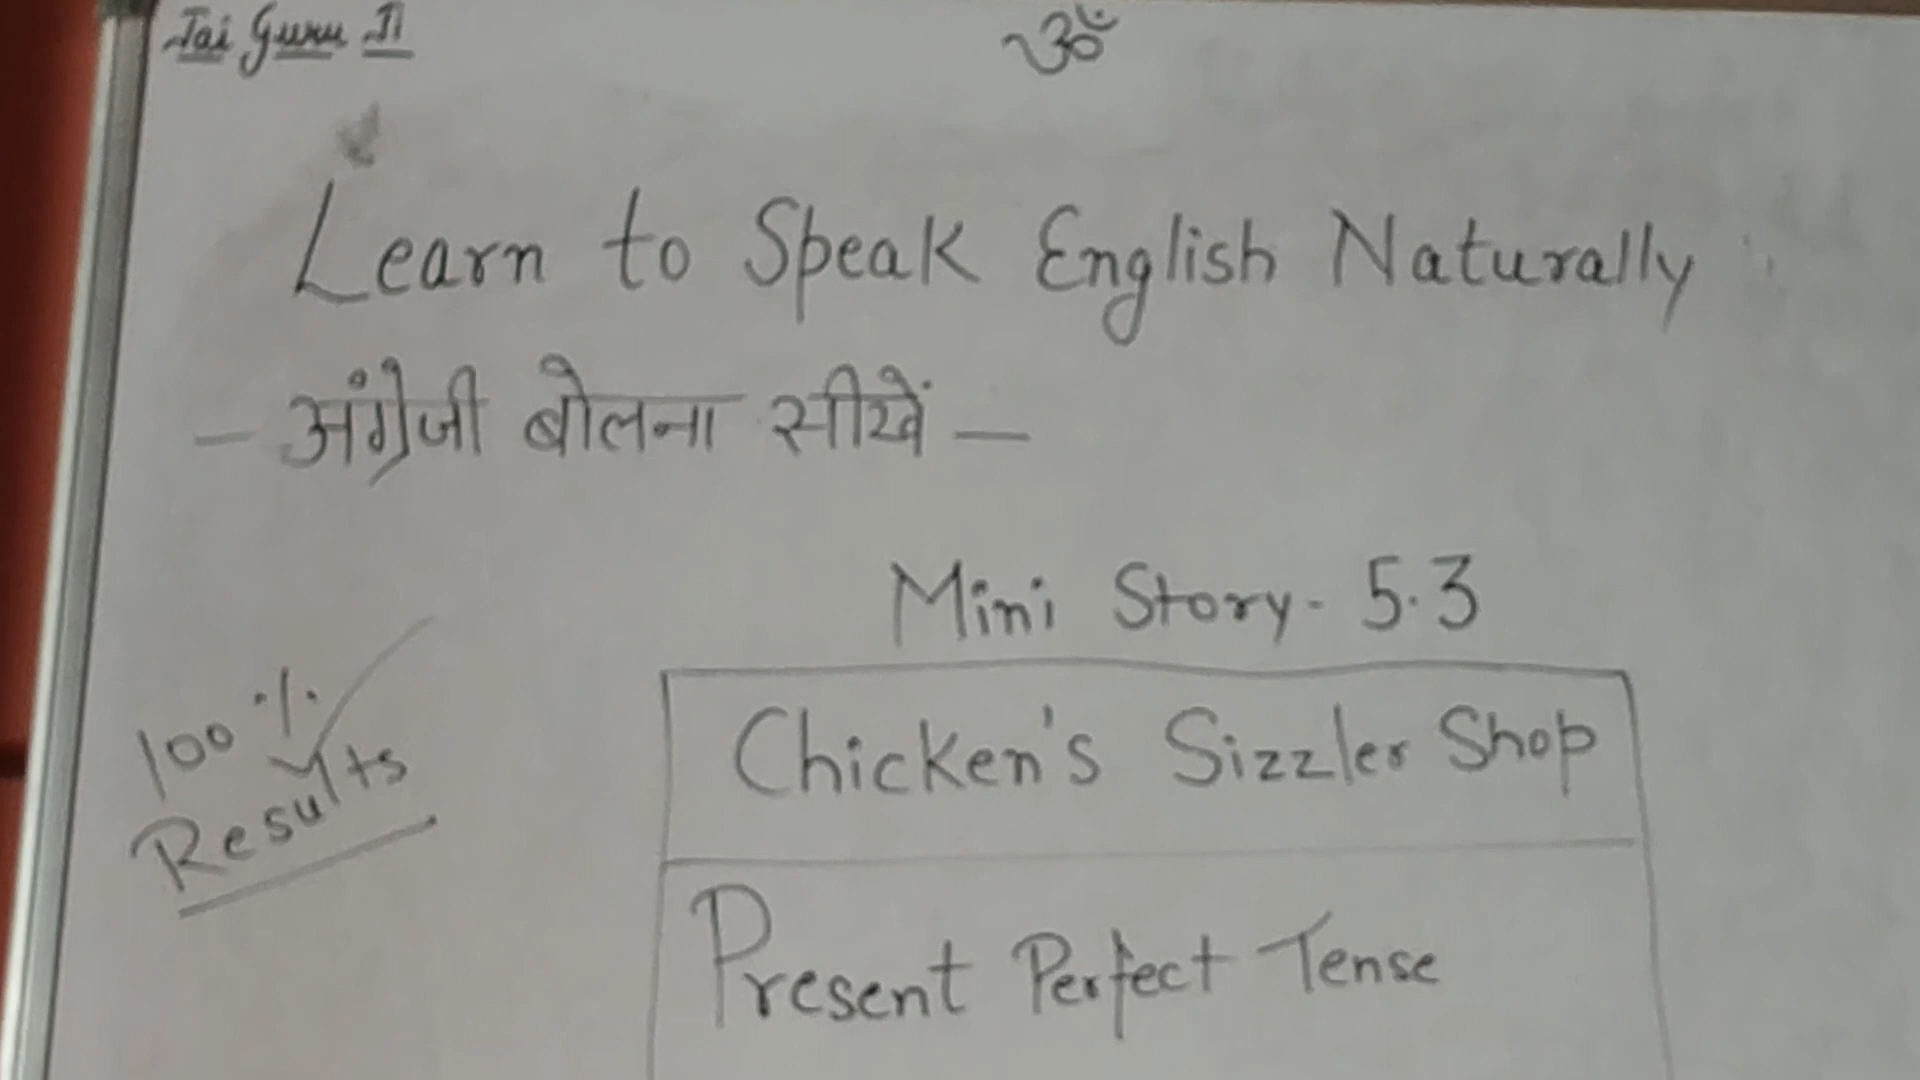 Jai Guru Ji
ॐ
Learn to Speak English Naturally
- अंग्रेजी बोलना सीखें -
Mini Story - 5.3
100 %
Results
Chicken's Sizzler Shop
Present Perfect Tense